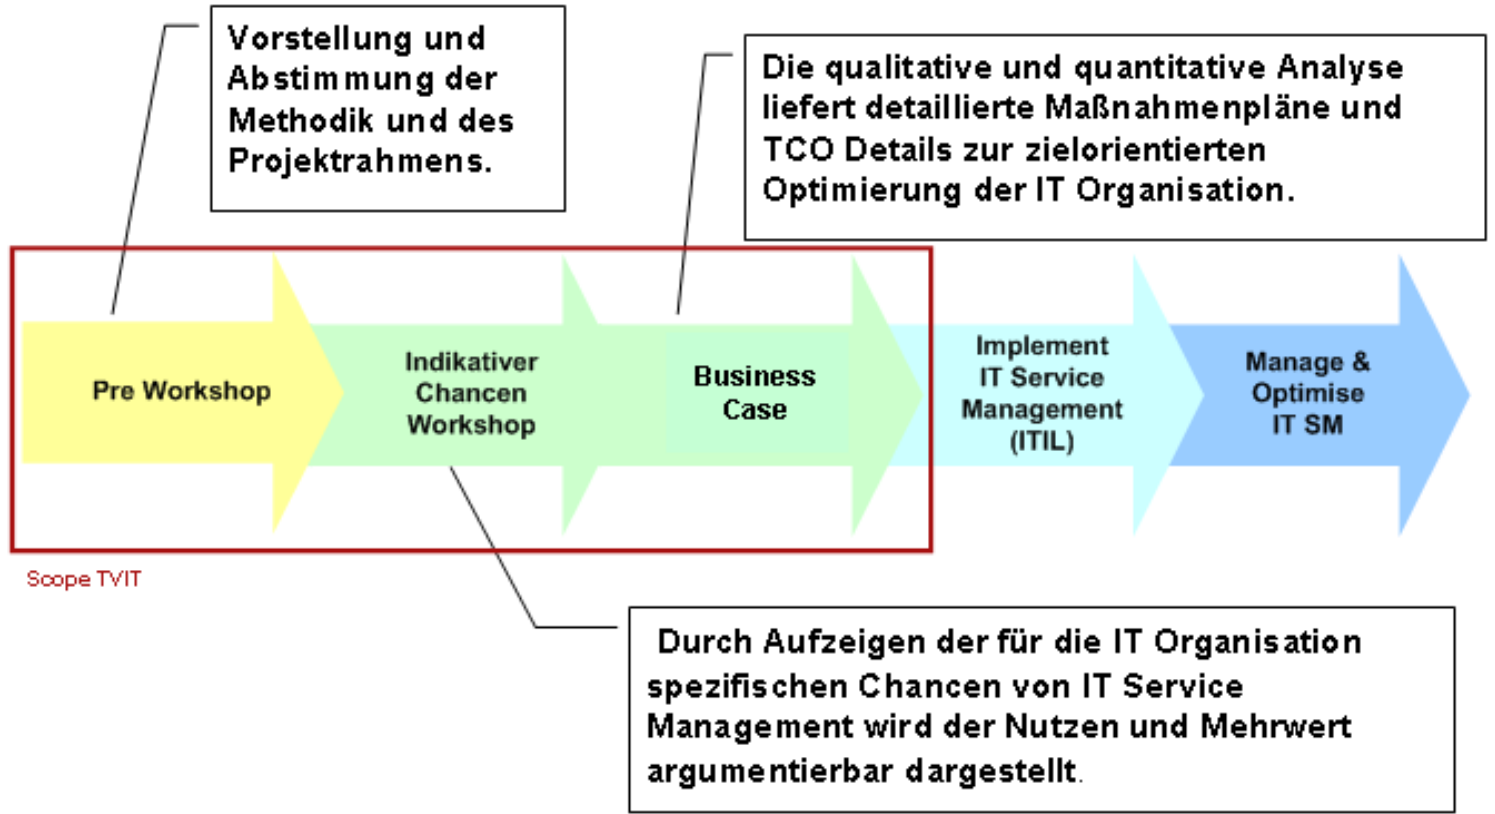 Vorstellung und
Abstimmung der
Methodik und des
Projektrahmens.
Die qualitative und quantitative Analyse
liefert detaillierte Maßnahmenpläne und
TCO Details zur zielorientierten
Optimierung der IT Organisation.
Pre Workshop
Indikativer
Chancen
Workshop
Business
Case
Implement
IT Service
Management
(ITIL)
Manage &
Optimise
IT SM
Scope TVIT
Durch Aufzeigen der für die IT Organisation
spezifischen Chancen von IT Service
Management wird der Nutzen und Mehrwert
argumentierbar dargestellt.